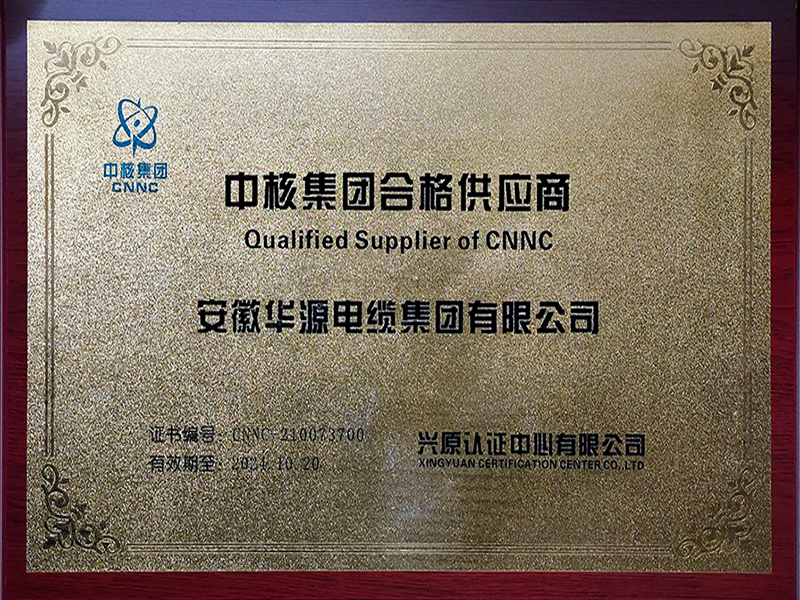 中核集团
CNNC
中核集团合格供应商
Qualified Supplier of CNNC
安徽华源电缆集团有限公司
证书编号: CNNC-210073700
有效期至: 2024.10.20
兴原认证中心有限公司
XINGYUAN CERTIFICATION CENTER CO., LTD